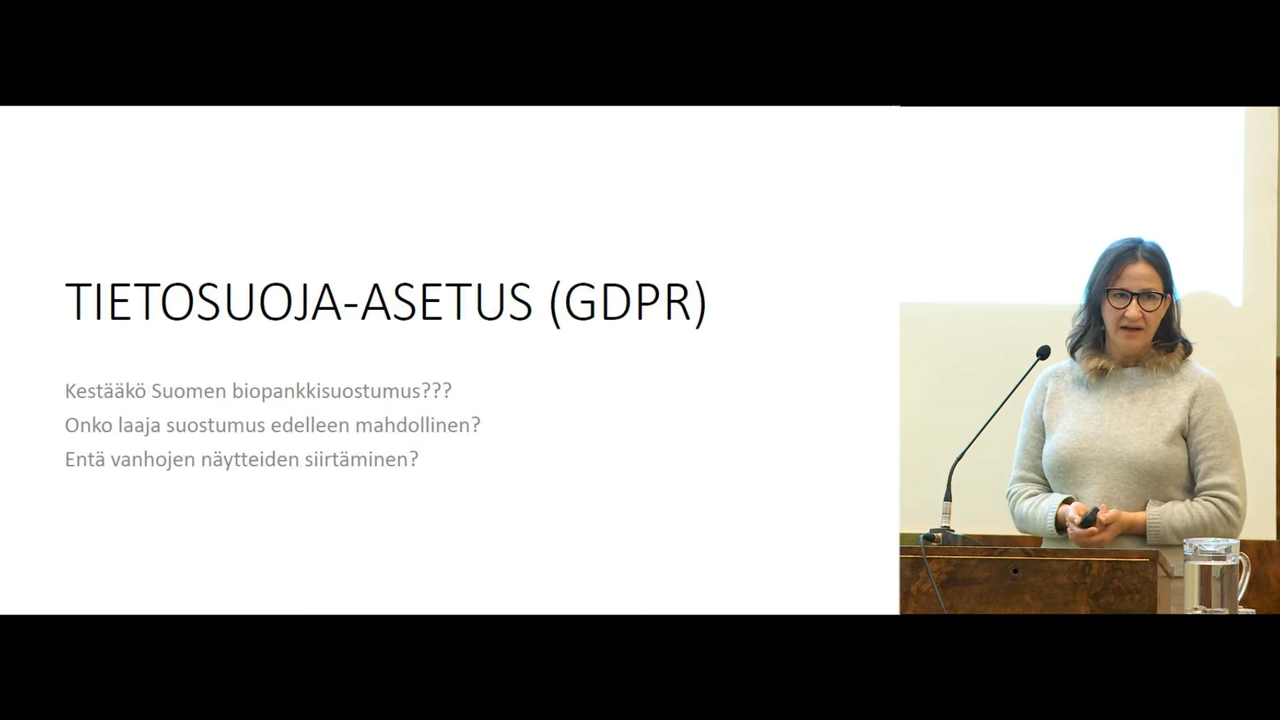 TIETOSUOJA-ASETUS (GDPR)
Kestääkö Suomen biopankkisuostumus???
Onko laaja suostumus edelleen mahdollinen?
Entä vanhojen näytteiden siirtäminen?